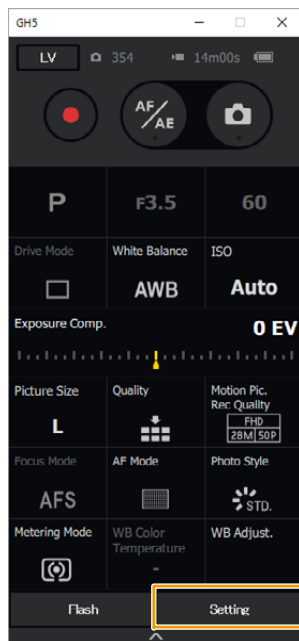 GH5
LV 354 14m00s
AF/AE
P F3.5 60
Drive Mode White Balance ISO
AWB Auto
Exposure Comp. 0 EV
Picture Size Quality Motion Pic.
Rec Quality
L FHD
28M 50P
Focus Mode AF Mode Photo Style
AFS STD.
Metering Mode WB Color
Temperature WB Adjust.
-
Flash Setting